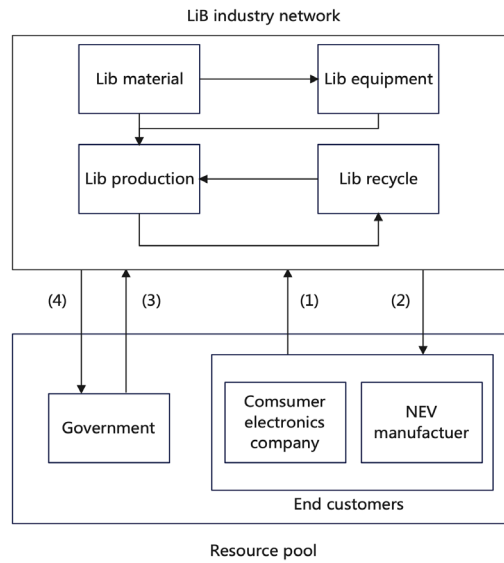 LiB industry network
Lib material
Lib equipment
Lib production
Lib recycle
(4)
(3)
(1)
(2)
Government
Comsumer
electronics
company
NEV
manufactuer
End customers
Resource pool